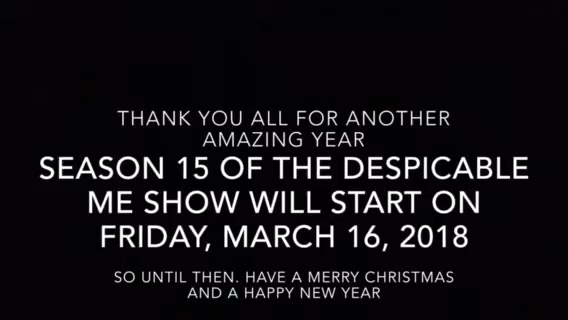 THANK YOU ALL FOR ANOTHER
AMAZING YEAR
SEASON 15 OF THE DESPICABLE
ME SHOW WILL START ON
FRIDAY, MARCH 16, 2018
SO UNTIL THEN. HAVE A MERRY CHRISTMAS
AND A HAPPY NEW YEAR